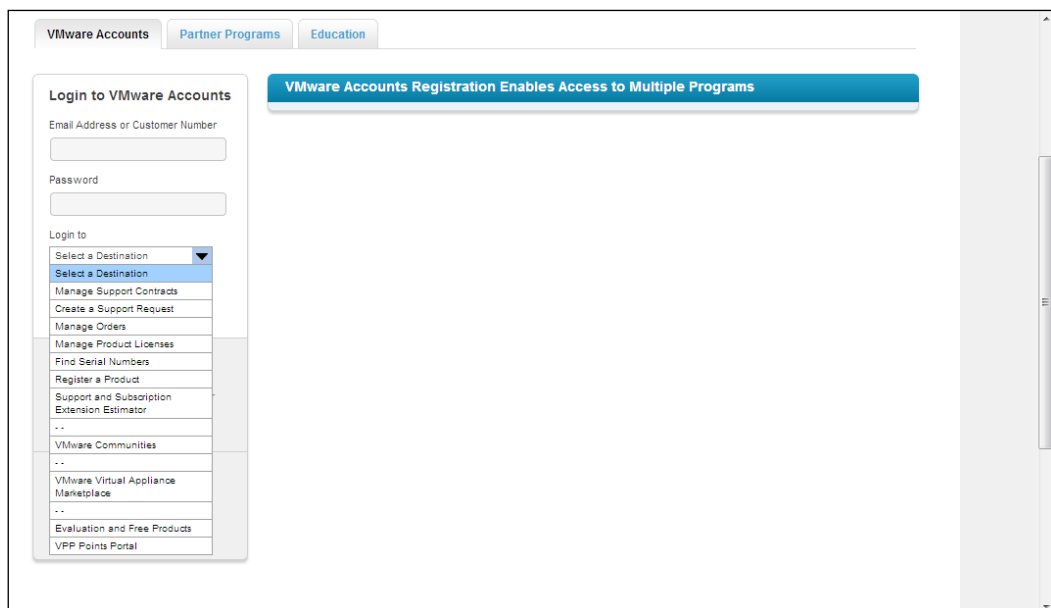 VMware Accounts
Partner Programs
Education
Login to VMware Accounts
Email Address or Customer Number
Password
Login to
Select a Destination
Select a Destination
Manage Support Contracts
Create a Support Request
Manage Orders
Manage Product Licenses
Find Serial Numbers
Register a Product
Support and Subscription
Extension Estimator
- -
VMware Communities
- -
VMware Virtual Appliance
Marketplace
- -
Evaluation and Free Products
VPP Points Portal
VMware Accounts Registration Enables Access to Multiple Programs